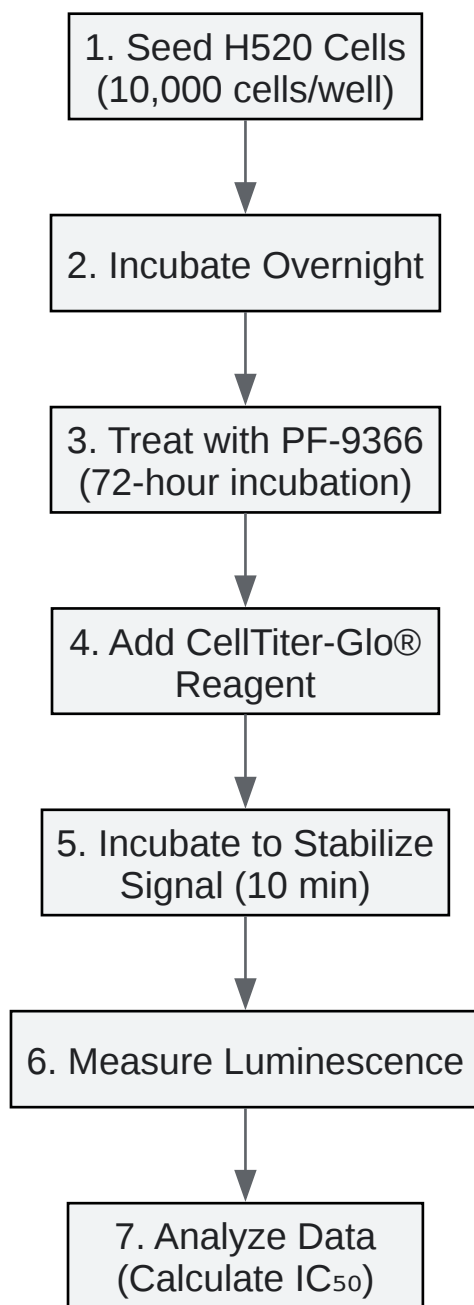 1. Seed H520 Cells
(10,000 cells/well)
2. Incubate Overnight
3. Treat with PF-9366
(72-hour incubation)
4. Add CellTiter-Glo®
Reagent
5. Incubate to Stabilize
Signal (10 min)
6. Measure Luminescence
7. Analyze Data
(Calculate IC₅₀)